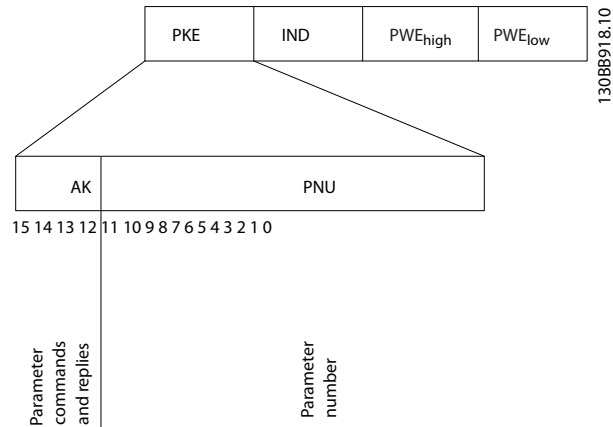 PKE IND PWEhigh PWElow
130BB918.10
AK PNU
15 14 13 12 11 10 9 8 7 6 5 4 3 2 1 0
Parameter
commands
and replies
Parameter
number